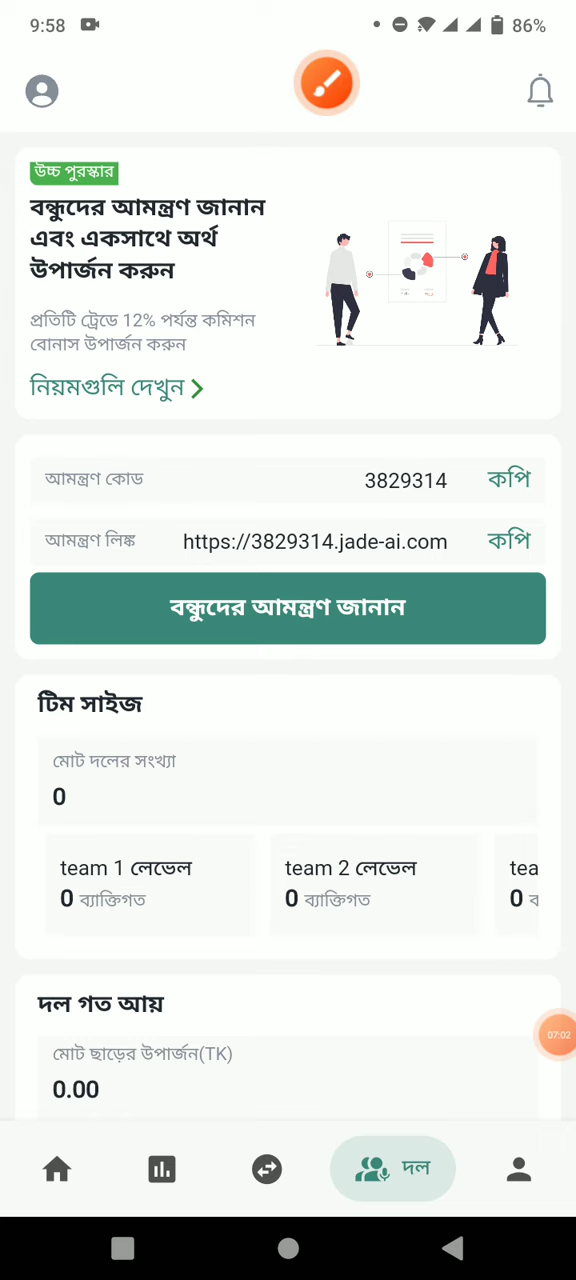 9:58
86%
উচ্চ পুরস্কার
বন্ধুদের আমন্ত্রণ জানান
এবং একসাথে অর্থ
উপার্জন করুন
প্রতিটি ট্রেডে 12% পর্যন্ত কমিশন
বোনাস উপার্জন করুন
নিয়মগুলি দেখুন
আমন্ত্রণ কোড 3829314 কপি
আমন্ত্রণ লিঙ্ক https://3829314.jade-ai.com কপি
বন্ধুদের আমন্ত্রণ জানান
টিম সাইজ
মোট দলের সংখ্যা
0
team 1 লেভেল team 2 লেভেল tea
0 ব্যাক্তিগত 0 ব্যাক্তিগত 0 ব
দল গত আয়
07:02
মোট ছাড়ের উপার্জন(TK)
0.00
দল